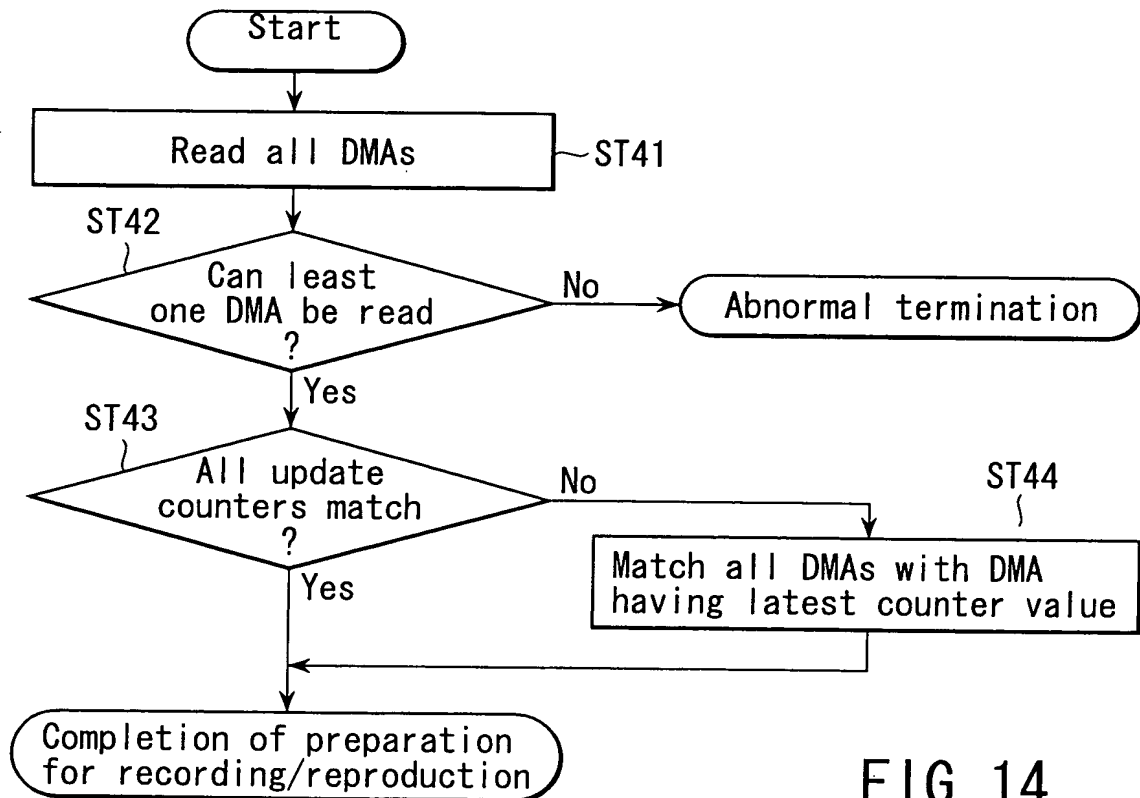 Start
Read all DMAs
ST41
ST42
Can least
one DMA be read
?
No
Abnormal termination
Yes
ST43
All update
counters match
?
No
ST44
Match all DMAs with DMA
having latest counter value
Yes
Completion of preparation
for recording/reproduction
FIG 14